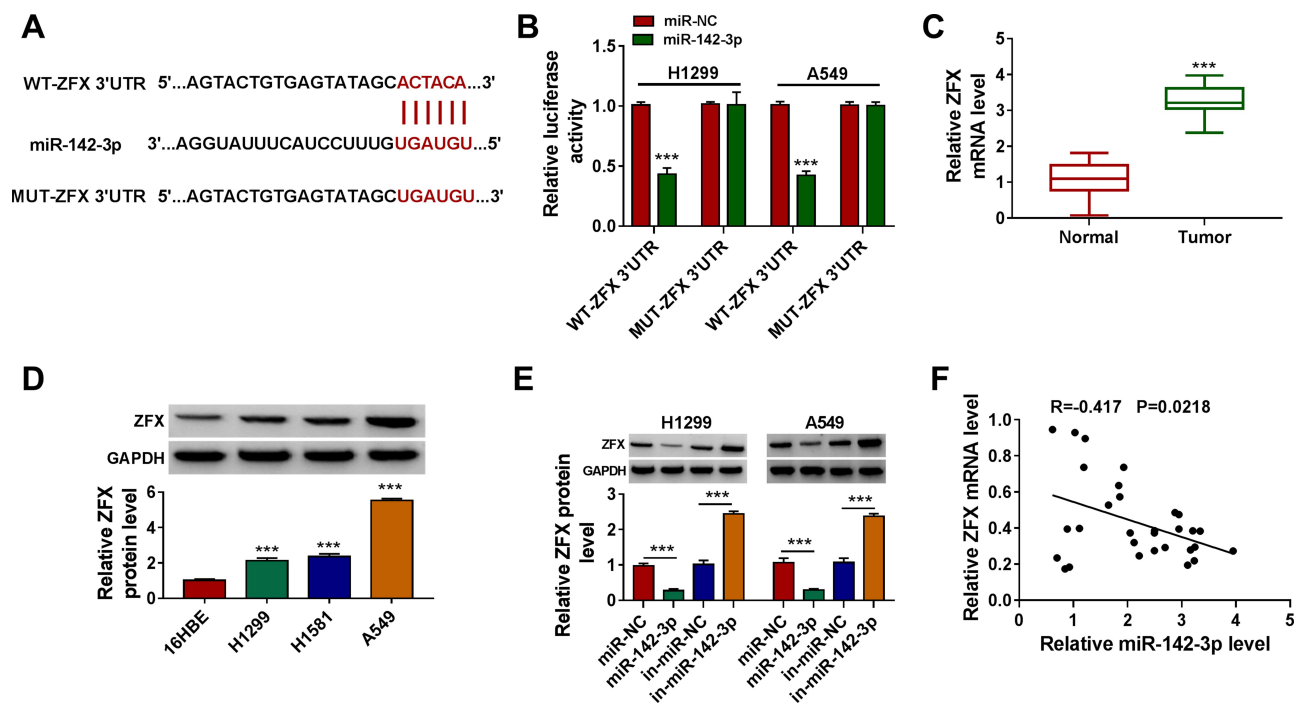 A
WT-ZFX 3'UTR 5'...AGTACTGTGAGTATAGCACTACA...3'
miR-142-3p 3'...AGGUAUUUCAUCCUUUGUGAUGU...5'
MUT-ZFX 3'UTR 5'...AGTACTGTGAGTATAGCUGAUGU...3'
B
miR-NC
miR-142-3p
H1299 A549
Relative luciferase
activity
1.5
1.0
0.5
0.0
*** ***
WT-ZFX 3'UTR MUT-ZFX 3'UTR WT-ZFX 3'UTR MUT-ZFX 3'UTR
C
Relative ZFX
mRNA level
5
4
3
2
1
0
***
Normal Tumor
D
ZFX
GAPDH
Relative ZFX
protein level
6
4
2
0
*** *** ***
16HBE H1299 H1581 A549
E
H1299 A549
ZFX
GAPDH
Relative ZFX protein
level
3
2
1
0
*** *** *** ***
miR-NC miR-142-3p in-miR-NC in-miR-142-3p miR-NC miR-142-3p in-miR-NC in-miR-142-3p
F
R=-0.417 P=0.0218
Relative ZFX mRNA level
1.0
0.8
0.6
0.4
0.2
0.0
0 1 2 3 4 5
Relative miR-142-3p level